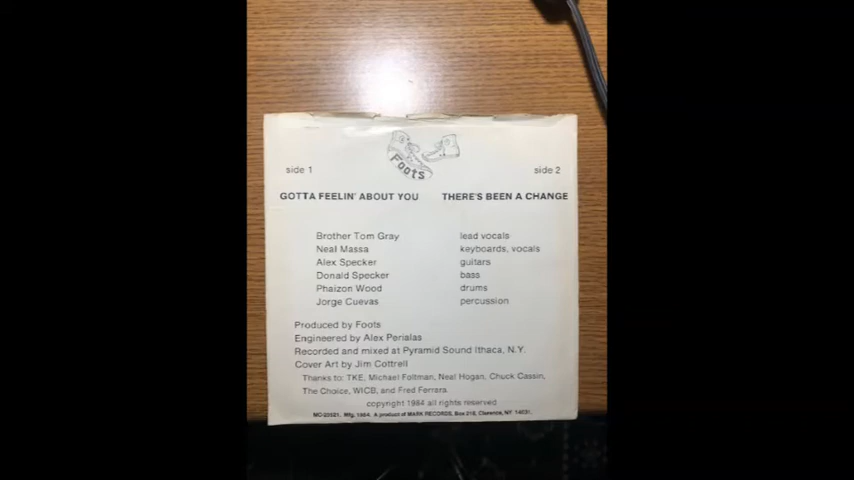 Foots
side 1 side 2
GOTTA FEELIN' ABOUT YOU THERE'S BEEN A CHANGE
Brother Tom Gray lead vocals
Neal Massa keyboards, vocals
Alex Specker guitars
Donald Specker bass
Phaizon Wood drums
Jorge Cuevas percussion
Produced by Foots
Engineered by Alex Perialas
Recorded and mixed at Pyramid Sound Ithaca, N.Y.
Cover Art by Jim Cottrell
Thanks to: TKE, Michael Foltman, Neal Hogan, Chuck Cassin,
The Choice, WICB, and Fred Ferrara.
copyright 1984 all rights reserved
Mfg. 1984. A product of MARK RECORDS, Box 218, Clarence, NY 14031.